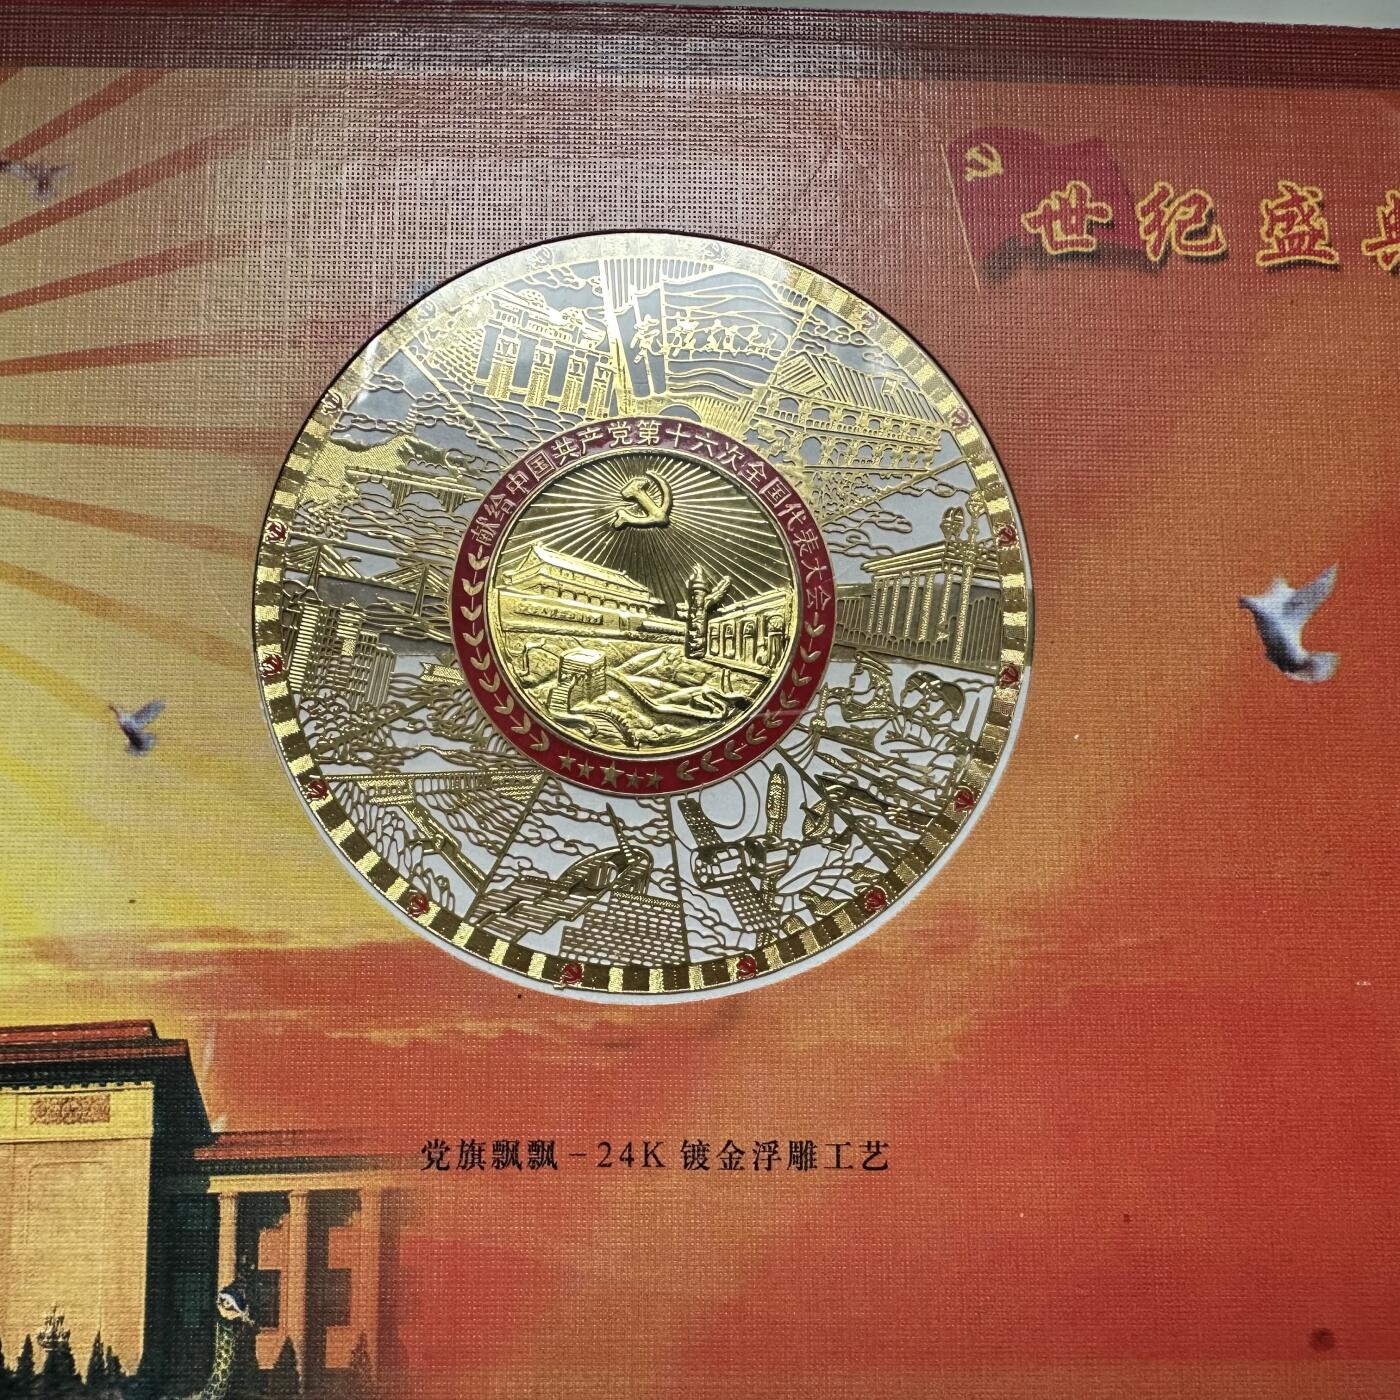 世纪盛典
党旗飘飘
献给中国共产党第十六次全国代表大会
党旗飘飘－24K 镀金浮雕工艺